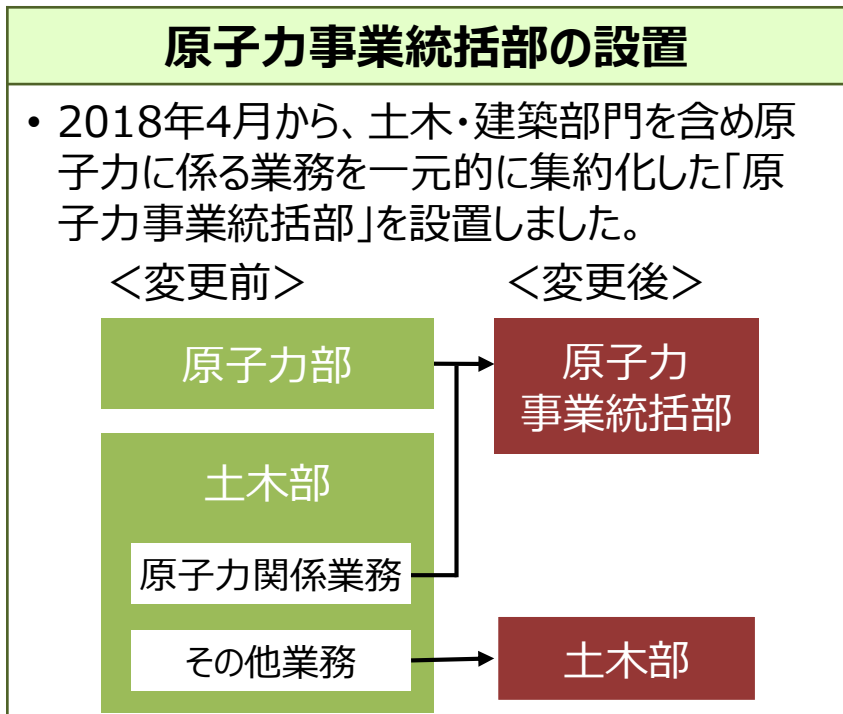 原子力事業統括部の設置
• 2018年4月から、土木・建築部門を含め原
子力に係る業務を一元的に集約化した「原
子力事業統括部」を設置しました。
＜変更前＞
＜変更後＞
原子力部
原子力
事業統括部
土木部
原子力関係業務
その他業務
土木部